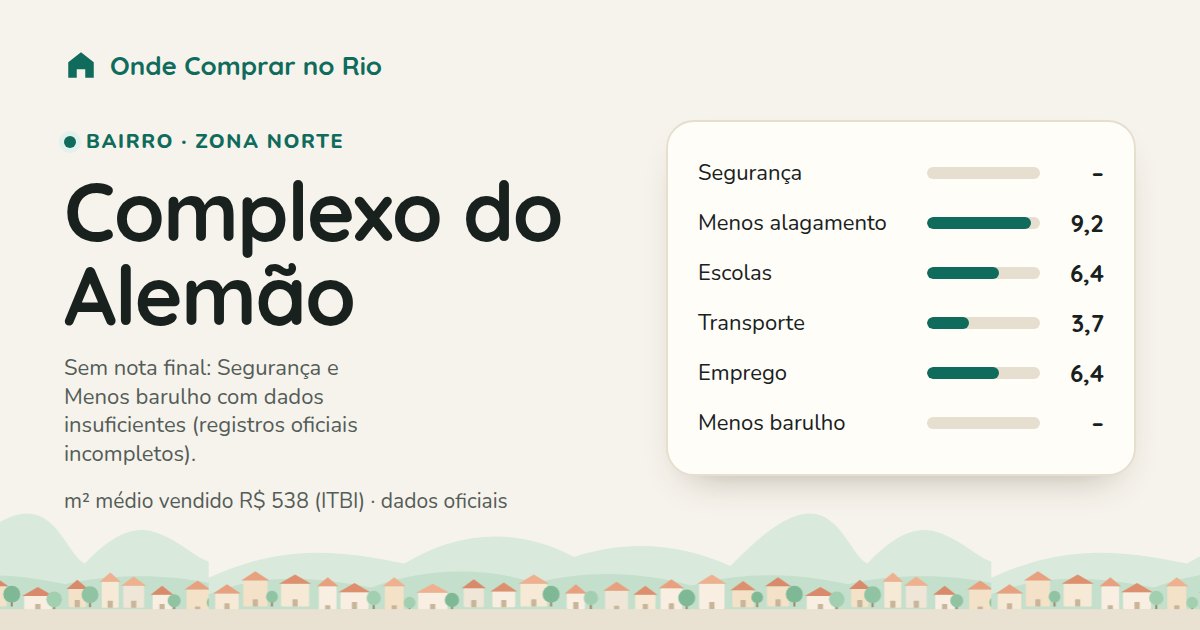 Onde Comprar no Rio
BAIRRO · ZONA NORTE
Complexo do
Alemão
Sem nota final: Segurança e
Menos barulho com dados
insuficientes (registros oficiais
incompletos).
m² médio vendido R$ 538 (ITBI) · dados oficiais
Segurança –
Menos alagamento 9,2
Escolas 6,4
Transporte 3,7
Emprego 6,4
Menos barulho –